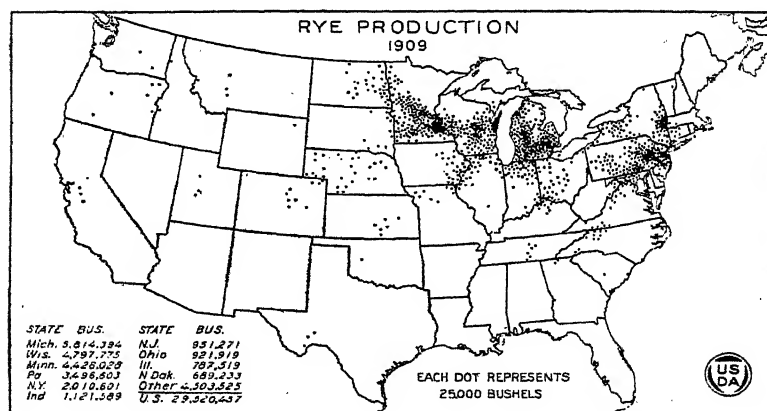 RYE PRODUCTION
1909
STATE BUS. STATE BUS.
Mich. 5,814,394 N.J. 951,271
Wis. 4,797,775 Ohio 921,919
Minn. 4,426,028 Ill. 787,519
Pa 3,496,603 N Dak. 689,233
N.Y. 2,010,601 Other 4,503,525
Ind 1,121,589 U.S. 29,520,457
EACH DOT REPRESENTS
25,000 BUSHELS
US
DA